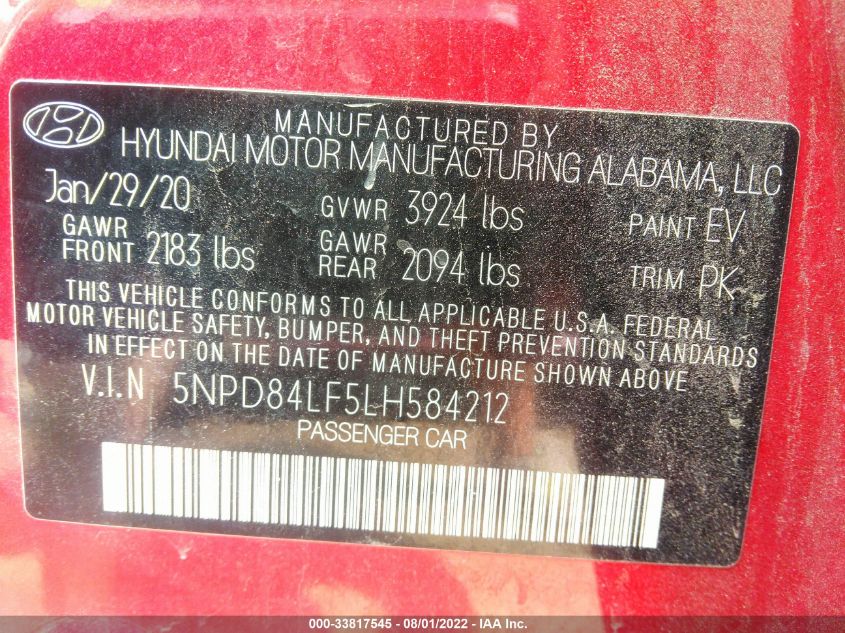 MANUFACTURED BY
HYUNDAI MOTOR MANUFACTURING ALABAMA, LLC
Jan/29/20 GVWR 3924 lbs PAINT EV
GAWR FRONT 2183 lbs GAWR REAR 2094 lbs TRIM PK
THIS VEHICLE CONFORMS TO ALL APPLICABLE U.S.A. FEDERAL
MOTOR VEHICLE SAFETY, BUMPER, AND THEFT PREVENTION STANDARDS
IN EFFECT ON THE DATE OF MANUFACTURE SHOWN ABOVE
V.I.N 5NPD84LF5LH584212
PASSENGER CAR
000-33817545 - 08/01/2022 - IAA Inc.